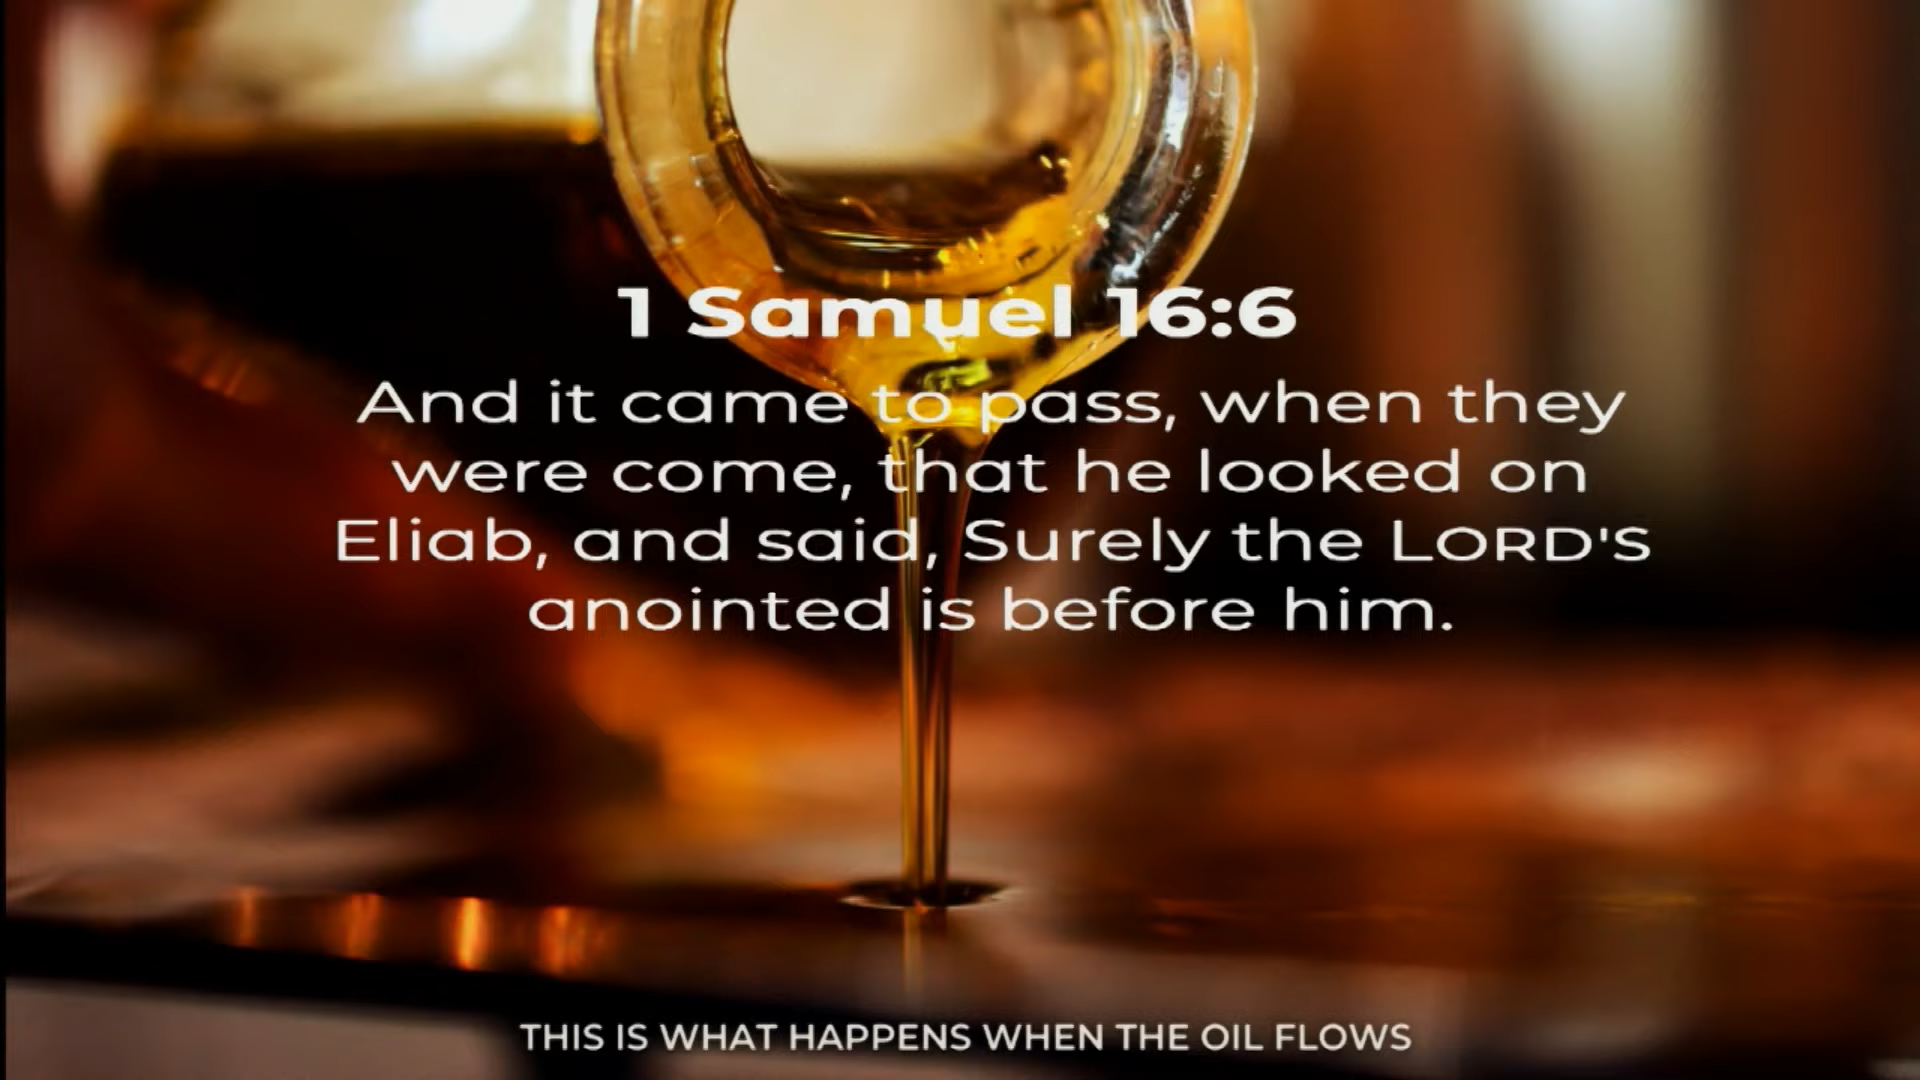 1 Samuel 16:6
And it came to pass, when they
were come, that he looked on
Eliab, and said, Surely the LORD'S
anointed is before him.
THIS IS WHAT HAPPENS WHEN THE OIL FLOWS